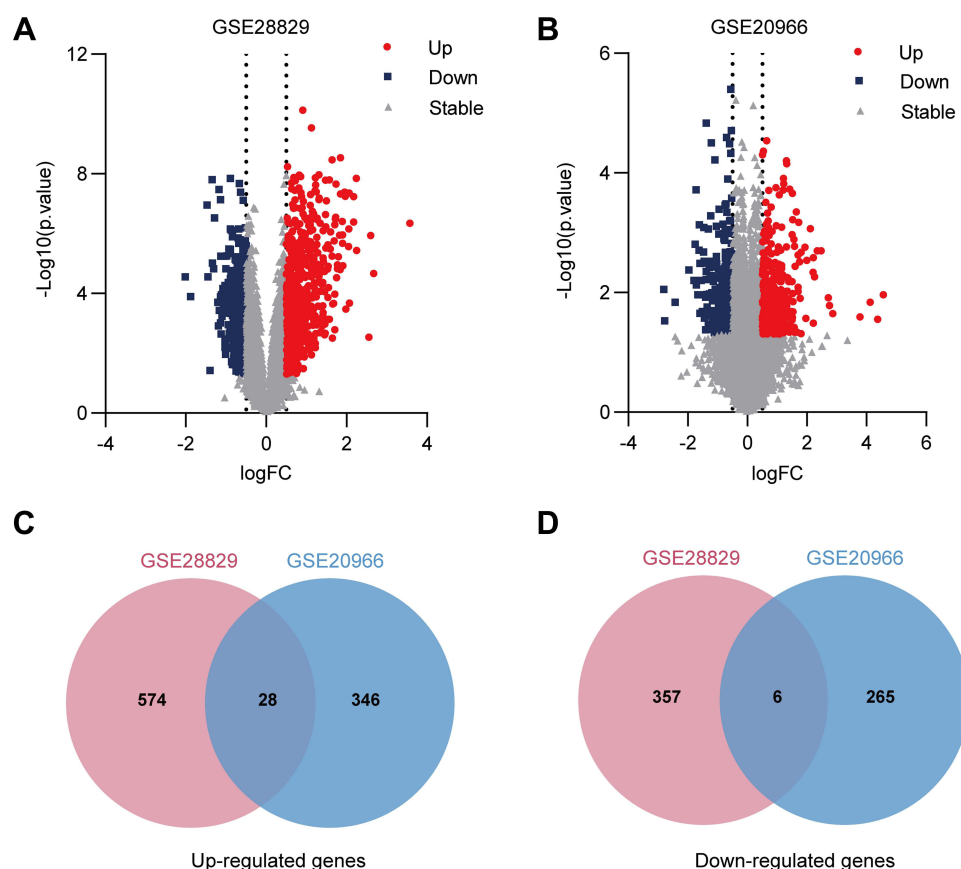 A
GSE28829
Up
Down
Stable
12
8
4
0
-Log10(p.value)
-4
-2
0
2
4
logFC
B
GSE20966
Up
Down
Stable
6
4
2
0
-Log10(p.value)
-4
-2
0
2
4
6
logFC
C
GSE28829
GSE20966
574
28
346
Up-regulated genes
D
GSE28829
GSE20966
357
6
265
Down-regulated genes